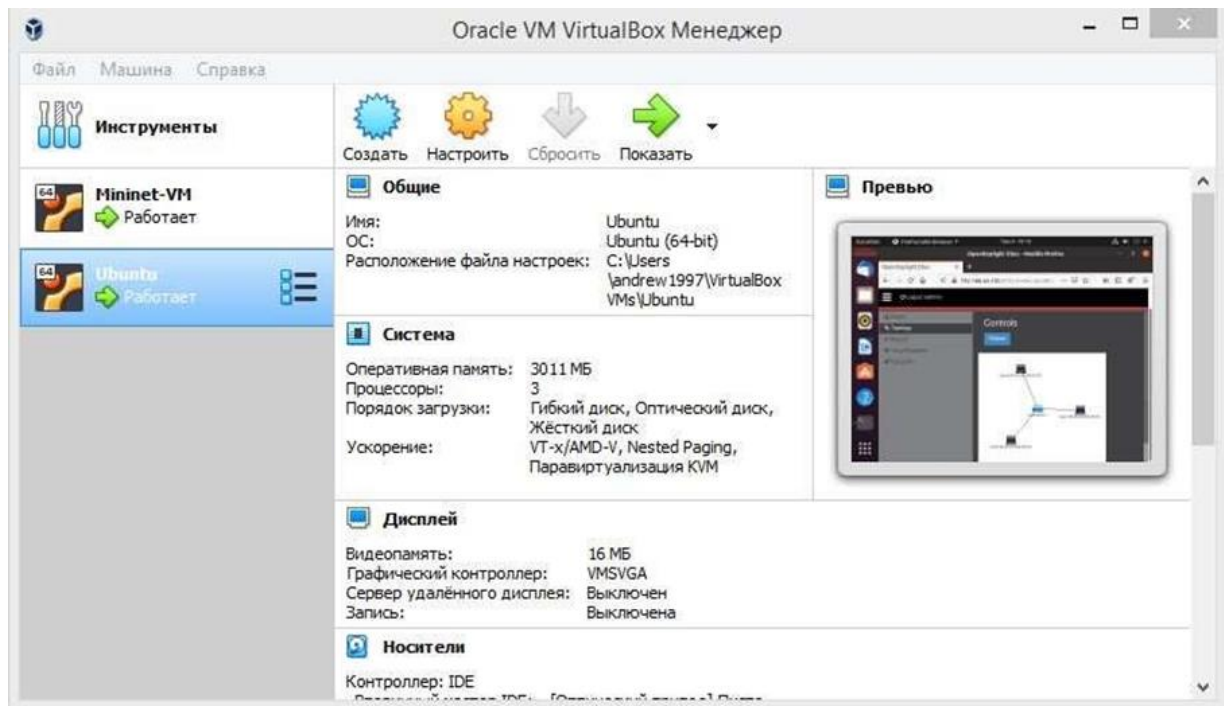 Oracle VM VirtualBox Менеджер
Файл Машина Справка
Инструменты
Создать Настроить Сбросить Показать
64
Mininet-VM
Работает
64
Ubuntu
Работает
Общие
Имя: Ubuntu
ОС: Ubuntu (64-bit)
Расположение файла настроек: C:\Users
\andrew1997\VirtualBox
VMs\Ubuntu
Превью
Controls
Система
Оперативная память: 3011 МБ
Процессоры: 3
Порядок загрузки: Гибкий диск, Оптический диск,
Жёсткий диск
Ускорение: VT-x/AMD-V, Nested Paging,
Паравиртуализация KVM
Дисплей
Видеопамять: 16 МБ
Графический контроллер: VMSVGA
Сервер удалённого дисплея: Выключен
Запись: Выключена
Носители
Контроллер: IDE